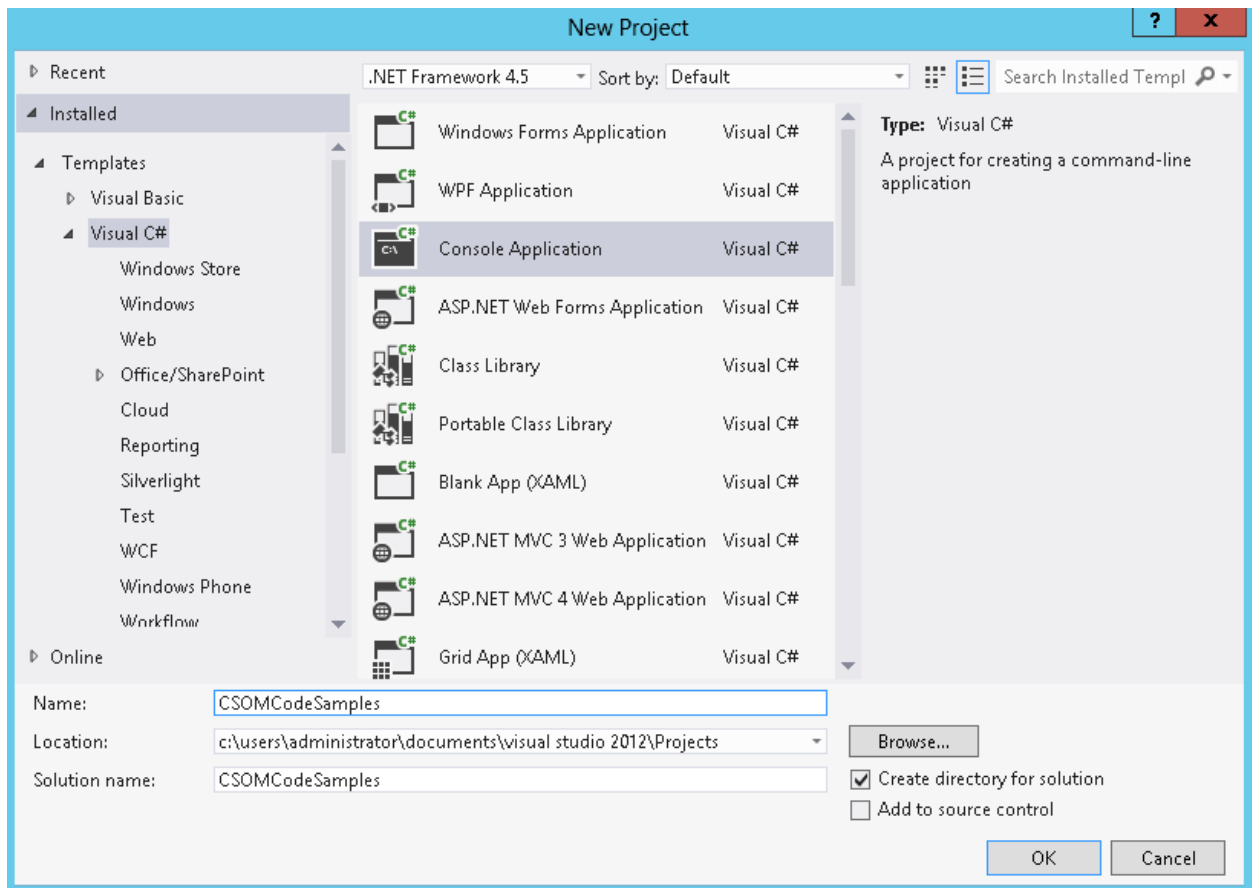 New Project
?
x
Recent
Installed
Templates
Visual Basic
Visual C#
Windows Store
Windows
Web
Office/SharePoint
Cloud
Reporting
Silverlight
Test
WCF
Windows Phone
Workflow
Online
.NET Framework 4.5
Sort by: Default
Search Installed Templ
C# Windows Forms Application Visual C#
C# WPF Application Visual C#
C# C:\ Console Application Visual C#
C# ASP.NET Web Forms Application Visual C#
C# Class Library Visual C#
C# Portable Class Library Visual C#
C# Blank App (XAML) Visual C#
C# ASP.NET MVC 3 Web Application Visual C#
C# ASP.NET MVC 4 Web Application Visual C#
C# Grid App (XAML) Visual C#
Type: Visual C#
A project for creating a command-line
application
Name: CSOMCodeSamples
Location: c:\users\administrator\documents\visual studio 2012\Projects
Browse...
Solution name: CSOMCodeSamples
Create directory for solution
Add to source control
OK
Cancel